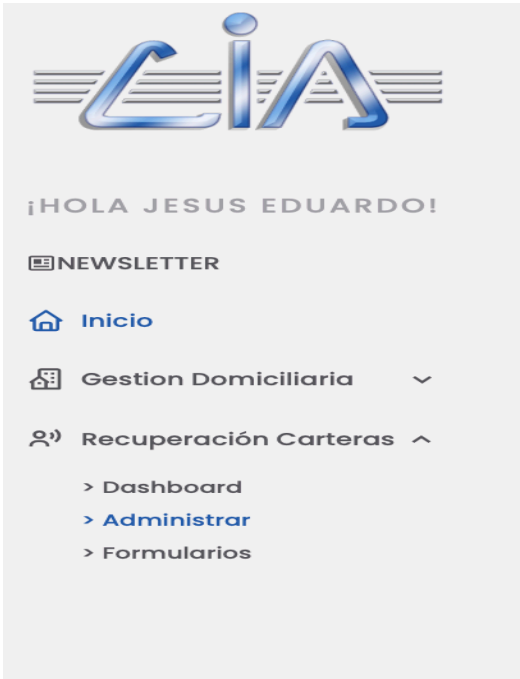 CIA
¡HOLA JESUS EDUARDO!
NEWSLETTER
Inicio
Gestion Domiciliaria
Recuperación Carteras
> Dashboard
> Administrar
> Formularios